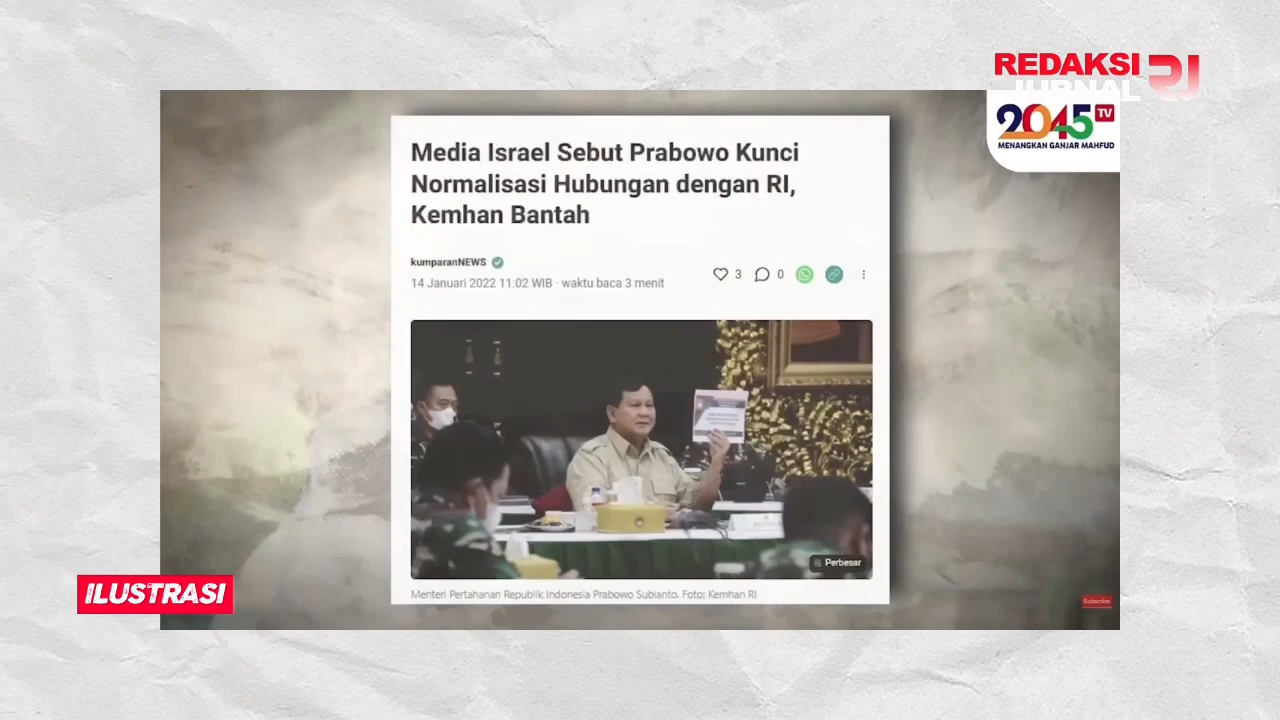 REDAKSI RJ
JURNAL
2045 TV
MENANGKAN GANJAR MAHFUD
Media Israel Sebut Prabowo Kunci
Normalisasi Hubungan dengan RI,
Kemhan Bantah
kumparanNEWS
14 Januari 2022 11:02 WIB · waktu baca 3 menit
3 0
Perbesar
Menteri Pertahanan Republik Indonesia Prabowo Subianto. Foto: Kemhan RI
ILUSTRASI
Subscribe